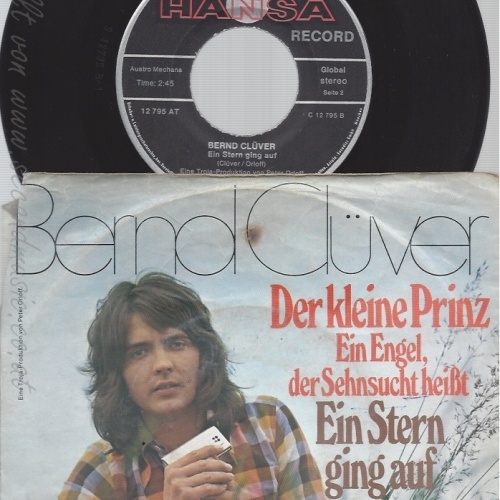 HANSA
RECORD
Austro Mechana
Time: 2:45
Global
stereo
Seite 2
12 795 AT
C 12 795 B
BERND CLÜVER
Ein Stern ging auf
(Clüver / Orloff)
Eine Troja-Produktion von Peter Orloff
Bernd Clüver
Der kleine Prinz
Ein Engel,
der Sehnsucht heißt
Ein Stern
ging auf
Eine Troja-Produktion von Peter Orloff